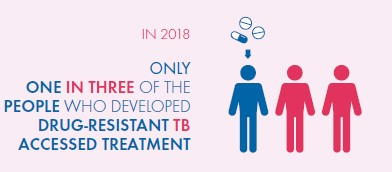 IN 2018
ONLY
ONE IN THREE OF THE
PEOPLE WHO DEVELOPED
DRUG-RESISTANT TB
ACCESSED TREATMENT